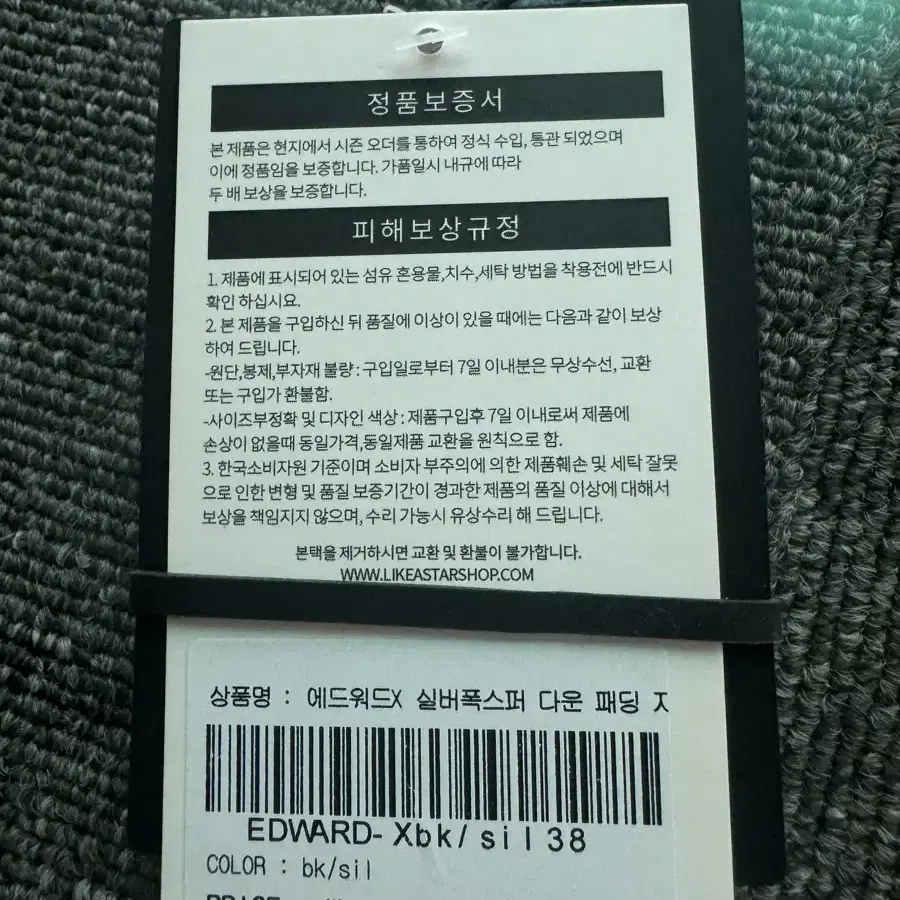 정품보증서
본 제품은 현지에서 시즌 오더를 통하여 정식 수입, 통관 되었으며
이에 정품임을 보증합니다. 가품일시 내규에 따라
두 배 보상을 보증합니다.
피해보상규정
1. 제품에 표시되어 있는 섬유 혼용물,치수,세탁 방법을 착용전에 반드시
확인 하십시요.
2. 본 제품을 구입하신 뒤 품질에 이상이 있을 때에는 다음과 같이 보상
하여 드립니다.
-원단,봉제,부자재 불량 : 구입일로부터 7일 이내분은 무상수선, 교환
또는 구입가 환불함.
-사이즈부정확 및 디자인 색상 : 제품구입후 7일 이내로써 제품에
손상이 없을때 동일가격,동일제품 교환을 원칙으로 함.
3. 한국소비자원 기준이며 소비자 부주의에 의한 제품훼손 및 세탁 잘못
으로 인한 변형 및 품질 보증기간이 경과한 제품의 품질 이상에 대해서
보상을 책임지지 않으며, 수리 가능시 유상수리 해 드립니다.
본택을 제거하시면 교환 및 환불이 불가합니다.
WWW.LIKEASTARSHOP.COM
상품명 : 에드워드X 실버폭스퍼 다운 패딩
EDWARD-Xbk/sil38
COLOR : bk/sil